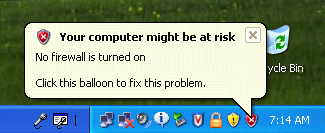 Your computer might be at risk
No firewall is turned on
Click this balloon to fix this problem.
cycle Bin
7:14 AM